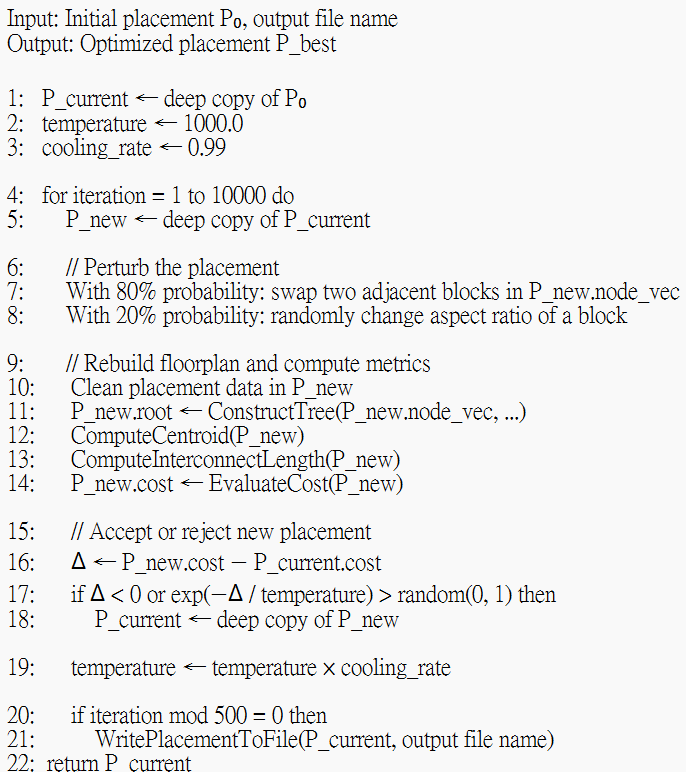 Input: Initial placement P₀, output file name
Output: Optimized placement P_best
1: P_current ← deep copy of P₀
2: temperature ← 1000.0
3: cooling_rate ← 0.99
4: for iteration = 1 to 10000 do
5: P_new ← deep copy of P_current
6: // Perturb the placement
7: With 80% probability: swap two adjacent blocks in P_new.node_vec
8: With 20% probability: randomly change aspect ratio of a block
9: // Rebuild floorplan and compute metrics
10: Clean placement data in P_new
11: P_new.root ← ConstructTree(P_new.node_vec, ...)
12: ComputeCentroid(P_new)
13: ComputeInterconnectLength(P_new)
14: P_new.cost ← EvaluateCost(P_new)
15: // Accept or reject new placement
16: Δ ← P_new.cost − P_current.cost
17: if Δ < 0 or exp(−Δ / temperature) > random(0, 1) then
18: P_current ← deep copy of P_new
19: temperature ← temperature × cooling_rate
20: if iteration mod 500 = 0 then
21: WritePlacementToFile(P_current, output file name)
22: return P_current